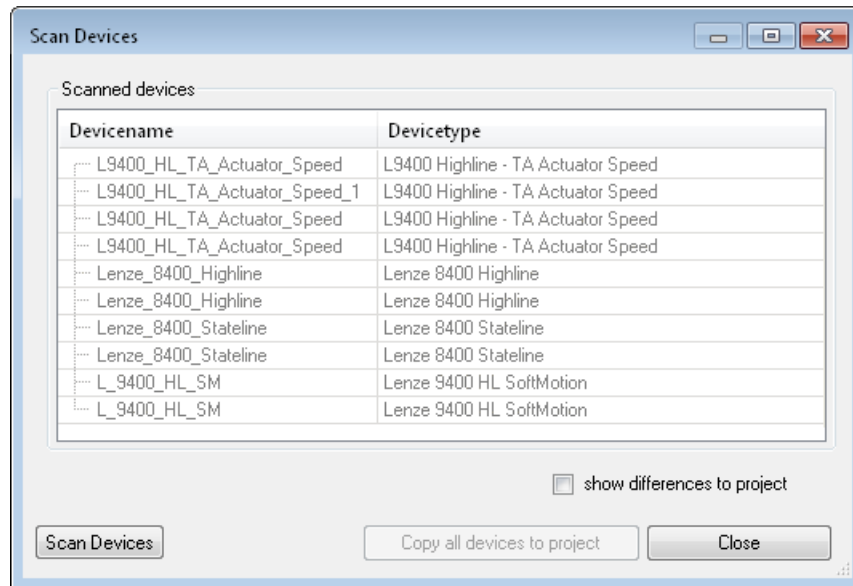 Scan Devices
Scanned devices
Devicename Devicetype
L9400_HL_TA_Actuator_Speed L9400 Highline - TA Actuator Speed
L9400_HL_TA_Actuator_Speed_1 L9400 Highline - TA Actuator Speed
L9400_HL_TA_Actuator_Speed L9400 Highline - TA Actuator Speed
L9400_HL_TA_Actuator_Speed L9400 Highline - TA Actuator Speed
Lenze_8400_Highline Lenze 8400 Highline
Lenze_8400_Highline Lenze 8400 Highline
Lenze_8400_Stateline Lenze 8400 Stateline
Lenze_8400_Stateline Lenze 8400 Stateline
L_9400_HL_SM Lenze 9400 HL SoftMotion
L_9400_HL_SM Lenze 9400 HL SoftMotion
show differences to project
Scan Devices Copy all devices to project Close